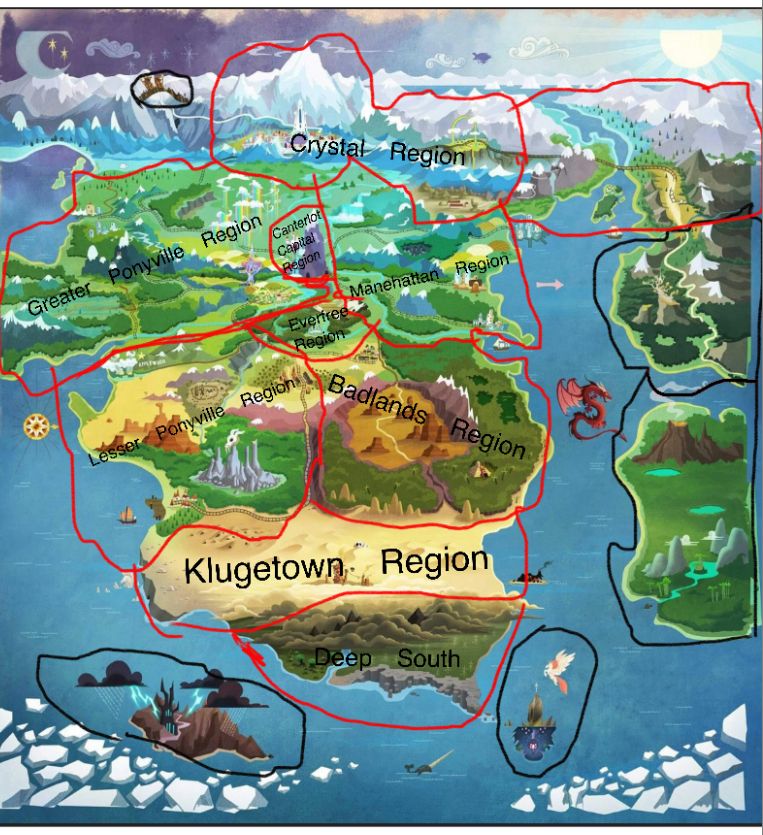 Crystal Region
Canterlot
Capital
Region
Greater Ponyville Region
Manehattan Region
Evertree
Region
Lesser Ponyville Region
Badlands Region
Klugetown Region
Deep South